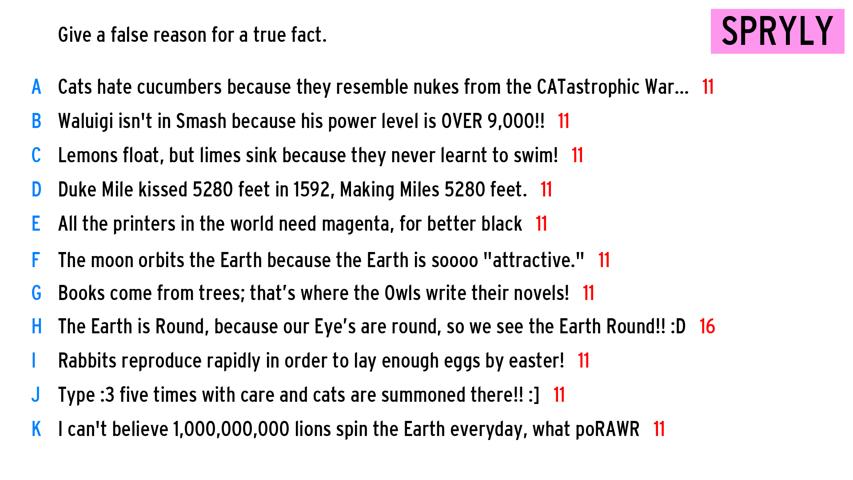 Give a false reason for a true fact.
SPRYLY
A Cats hate cucumbers because they resemble nukes from the CATastrophic War... 11
B Waluigi isn't in Smash because his power level is OVER 9,000!! 11
C Lemons float, but limes sink because they never learnt to swim! 11
D Duke Mile kissed 5280 feet in 1592, Making Miles 5280 feet. 11
E All the printers in the world need magenta, for better black 11
F The moon orbits the Earth because the Earth is soooo "attractive." 11
G Books come from trees; that’s where the Owls write their novels! 11
H The Earth is Round, because our Eye’s are round, so we see the Earth Round!! :D 16
I Rabbits reproduce rapidly in order to lay enough eggs by easter! 11
J Type :3 five times with care and cats are summoned there!! :] 11
K I can't believe 1,000,000,000 lions spin the Earth everyday, what poRAWR 11